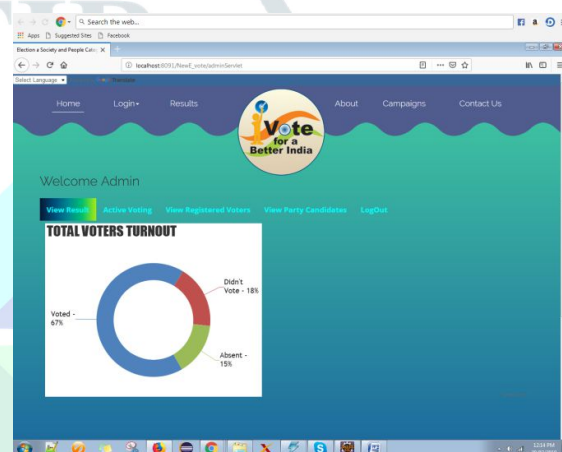 Search the web...
Apps Suggested Sites Facebook
Election a Society and People Cate
localhost:8091/NewE_vote/adminServlet
Select Language
Home Login Results About Campaigns Contact Us
iVote
for a
Better India
Welcome Admin
View Result Active Voting View Registered Voters View Party Candidates LogOut
TOTAL VOTERS TURNOUT
Didn't
Vote - 18%
Voted -
67%
Absent -
15%
12:14 PM